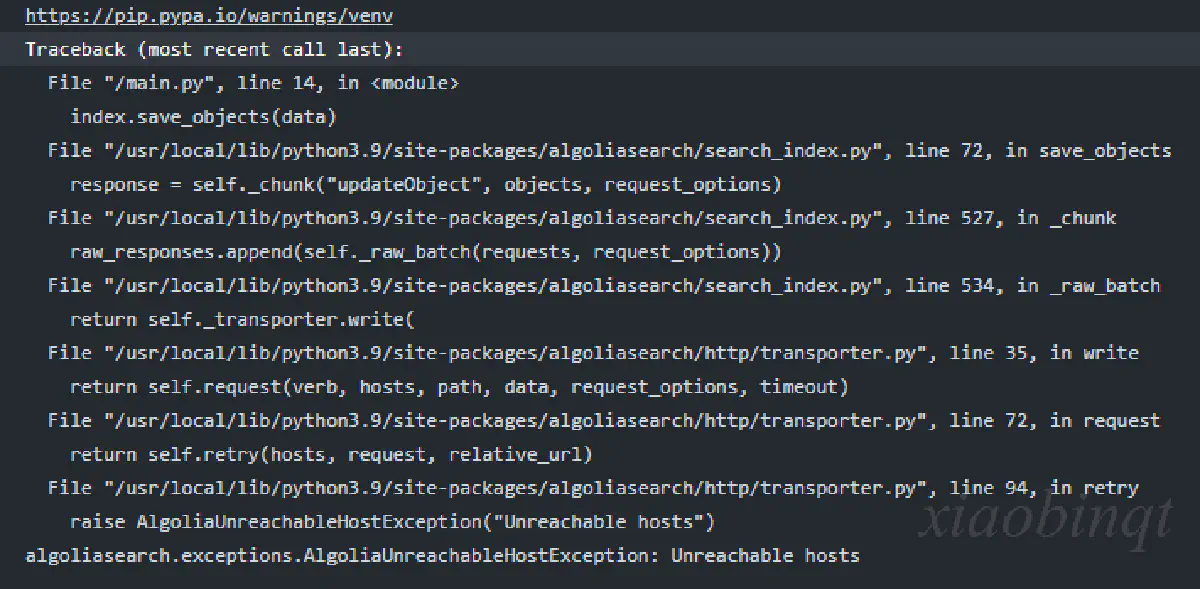 https://pip.pypa.io/warnings/venv
Traceback (most recent call last):
  File "/main.py", line 14, in <module>
    index.save_objects(data)
  File "/usr/local/lib/python3.9/site-packages/algoliasearch/search_index.py", line 72, in save_objects
    response = self._chunk("updateObject", objects, request_options)
  File "/usr/local/lib/python3.9/site-packages/algoliasearch/search_index.py", line 527, in _chunk
    raw_responses.append(self._raw_batch(requests, request_options))
  File "/usr/local/lib/python3.9/site-packages/algoliasearch/search_index.py", line 534, in _raw_batch
    return self._transporter.write(
  File "/usr/local/lib/python3.9/site-packages/algoliasearch/http/transporter.py", line 35, in write
    return self.request(verb, hosts, path, data, request_options, timeout)
  File "/usr/local/lib/python3.9/site-packages/algoliasearch/http/transporter.py", line 72, in request
    return self.retry(hosts, request, relative_url)
  File "/usr/local/lib/python3.9/site-packages/algoliasearch/http/transporter.py", line 94, in retry
    raise AlgoliaUnreachableHostException("Unreachable hosts")
xiaobinqt
algoliasearch.exceptions.AlgoliaUnreachableHostException: Unreachable hosts